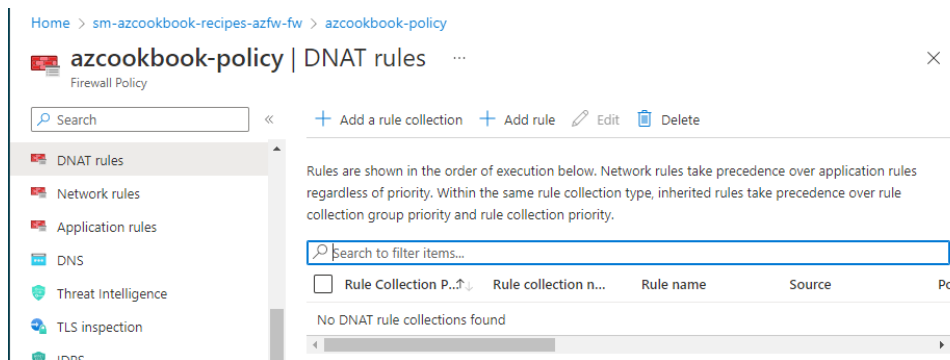 Home > sm-azcookbook-recipes-azfw-fw > azcookbook-policy
azcookbook-policy | DNAT rules ...
Firewall Policy
Search
Add a rule collection Add rule Edit Delete
DNAT rules
Network rules
Application rules
DNS
Threat Intelligence
TLS inspection
IDPS
Rules are shown in the order of execution below. Network rules take precedence over application rules
regardless of priority. Within the same rule collection type, inherited rules take precedence over rule
collection group priority and rule collection priority.
Search to filter items...
Rule Collection P... Rule collection n... Rule name Source Po
No DNAT rule collections found